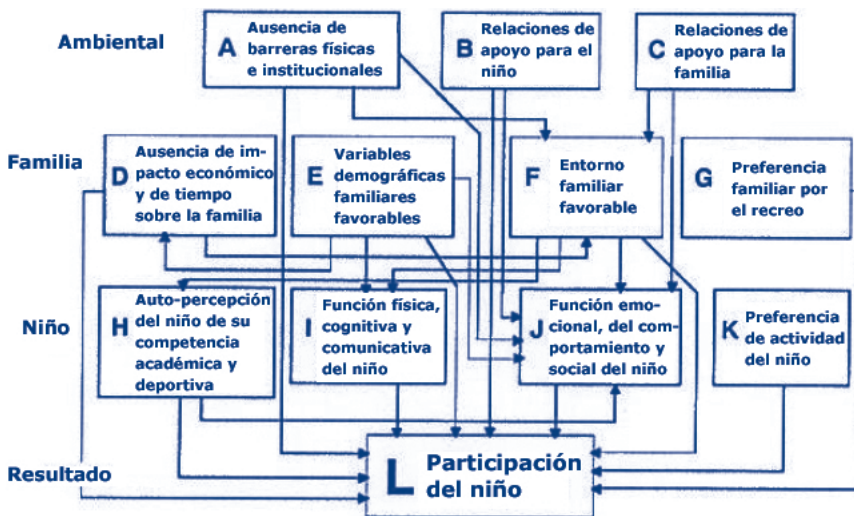 Ambiental
A
Ausencia de
barreras físicas
e institucionales
B
Relaciones de
apoyo para el
niño
C
Relaciones de
apoyo para la
familia
Familia
D
Ausencia de im-
pacto económico
y de tiempo
sobre la familia
E
Variables
demográficas
familiares
favorables
F
Entorno
familiar
favorable
G
Preferencia
familiar por
el recreo
Niño
H
Auto-percepción
del niño de su
competencia
académica y
deportiva
I
Función física,
cognitiva y
comunicativa
del niño
J
Función emo-
cional, del com-
portamiento y
social del niño
K
Preferencia
de actividad
del niño
Resultado
L
Participación
del niño